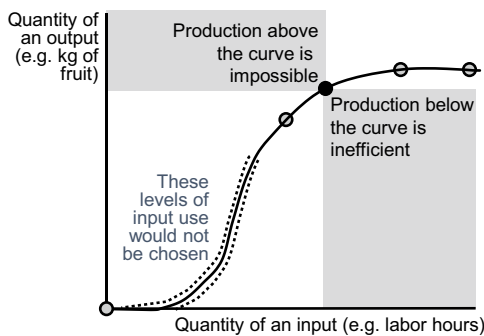 Quantity of
an output
(e.g. kg of
fruit)
Production above
the curve is
impossible
Production below
the curve is
inefficient
These
levels of
input use
would not
be chosen
Quantity of an input (e.g. labor hours)